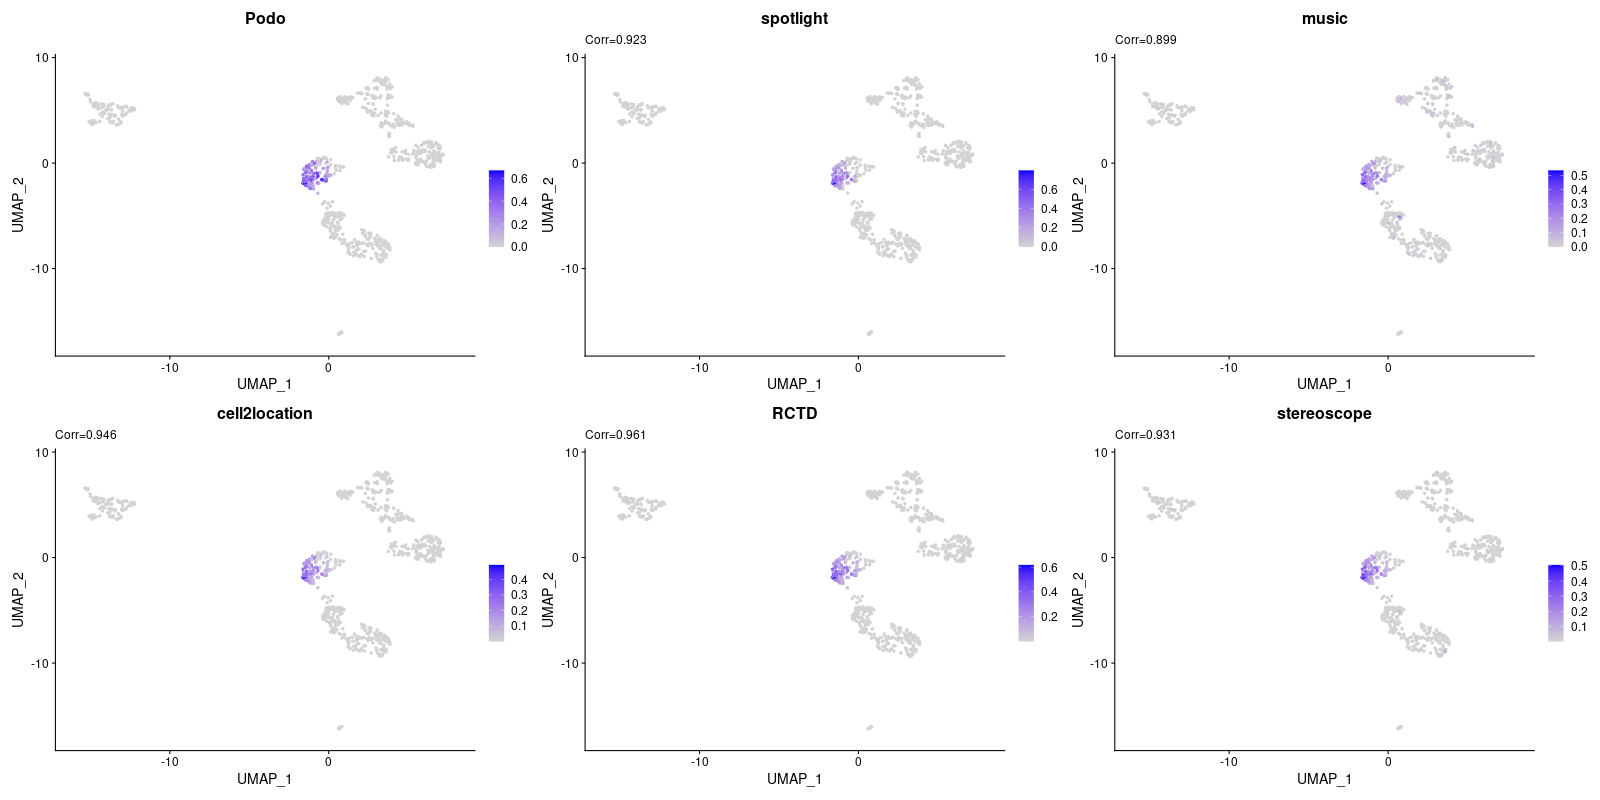 Podo
10
0
-10
UMAP_2
-10
0
UMAP_1
0.6
0.4
0.2
0.0
spotlight
Corr=0.923
10
0
-10
UMAP_2
-10
0
UMAP_1
0.6
0.4
0.2
0.0
music
Corr=0.899
10
0
-10
UMAP_2
-10
0
UMAP_1
0.5
0.4
0.3
0.2
0.1
0.0
cell2location
Corr=0.946
10
0
-10
UMAP_2
-10
0
UMAP_1
0.4
0.3
0.2
0.1
RCTD
Corr=0.961
10
0
-10
UMAP_2
-10
0
UMAP_1
0.6
0.4
0.2
stereoscope
Corr=0.931
10
0
-10
UMAP_2
-10
0
UMAP_1
0.5
0.4
0.3
0.2
0.1